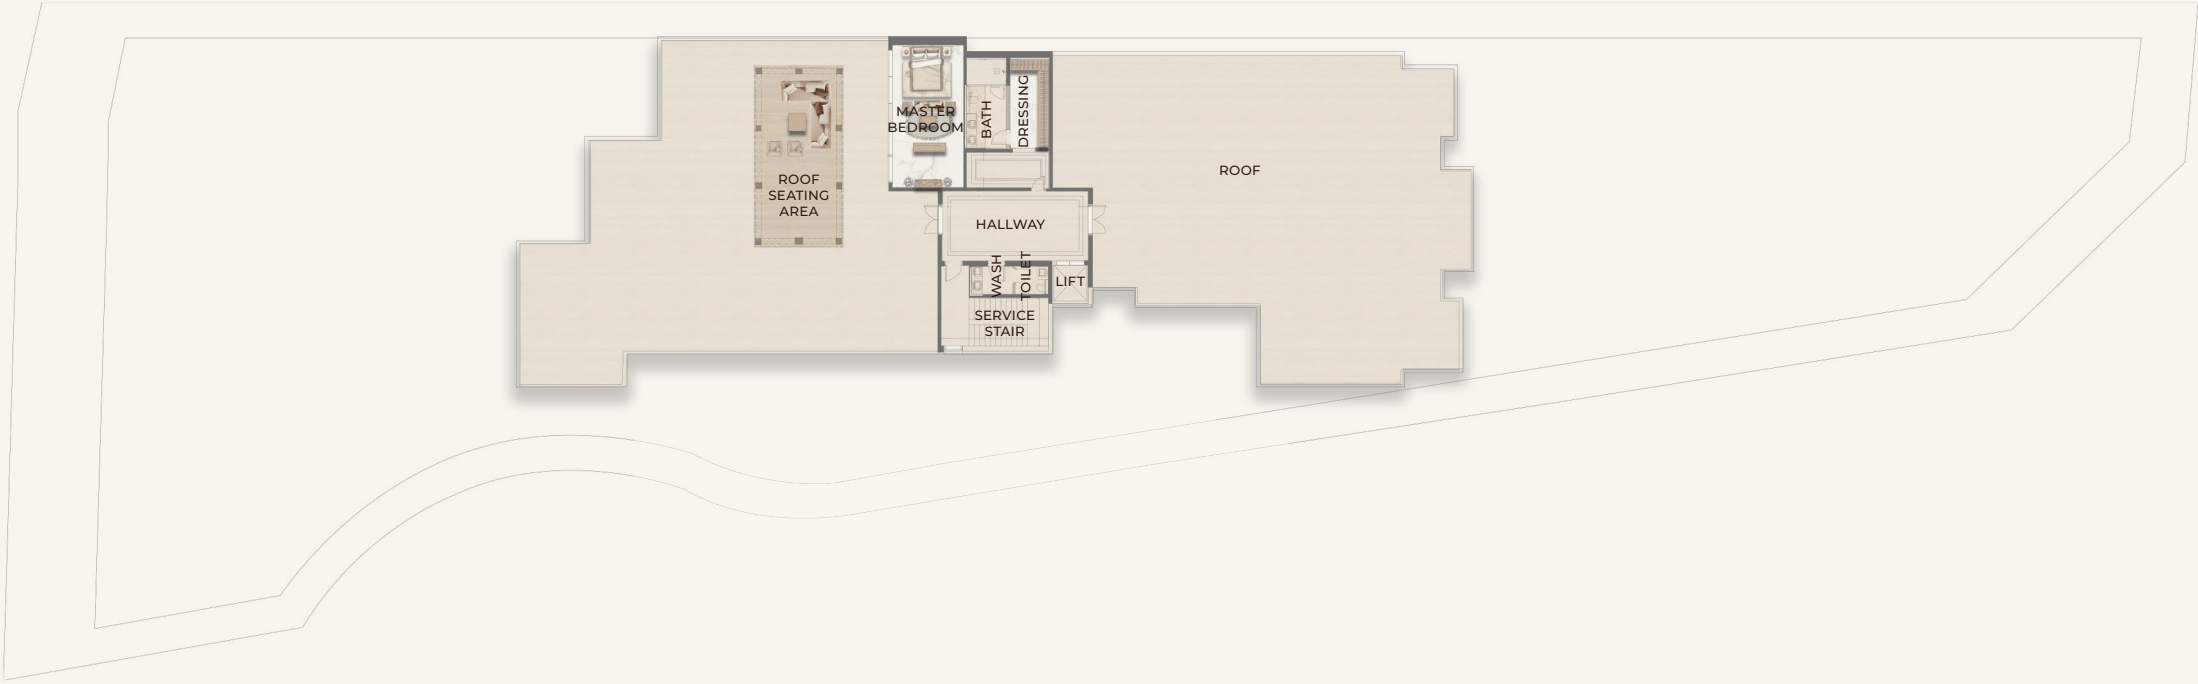 MASTER
BEDROOM
BATH
DRESSING
ROOF
SEATING
AREA
ROOF
HALLWAY
WASH
TOILET
LIFT
SERVICE
STAIR